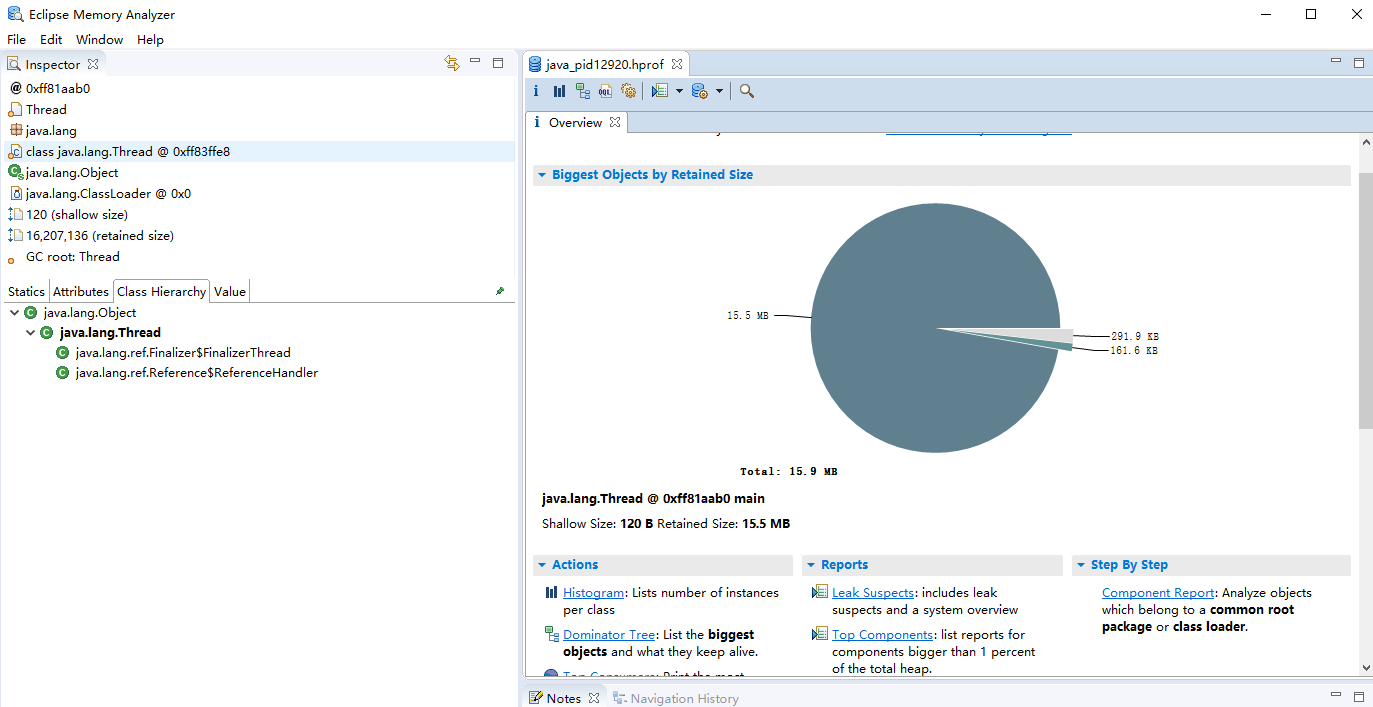 Eclipse Memory Analyzer
File Edit Window Help
Inspector
@ 0xff81aab0
Thread
java.lang
class java.lang.Thread @ 0xff83ffe8
java.lang.Object
java.lang.ClassLoader @ 0x0
120 (shallow size)
16,207,136 (retained size)
GC root: Thread
Statics Attributes Class Hierarchy Value
java.lang.Object
java.lang.Thread
java.lang.ref.Finalizer$FinalizerThread
java.lang.ref.Reference$ReferenceHandler
java_pid12920.hprof
OQL
i Overview
Biggest Objects by Retained Size
15.5 MB
291.9 KB
161.6 KB
Total: 15.9 MB
java.lang.Thread @ 0xff81aab0 main
Shallow Size: 120 B Retained Size: 15.5 MB
Actions
Histogram: Lists number of instances
per class
Dominator Tree: List the biggest
objects and what they keep alive.
Top Consumers: Print the most
Reports
Leak Suspects: includes leak
suspects and a system overview
Top Components: list reports for
components bigger than 1 percent
of the total heap.
Step By Step
Component Report: Analyze objects
which belong to a common root
package or class loader.
Notes Navigation History